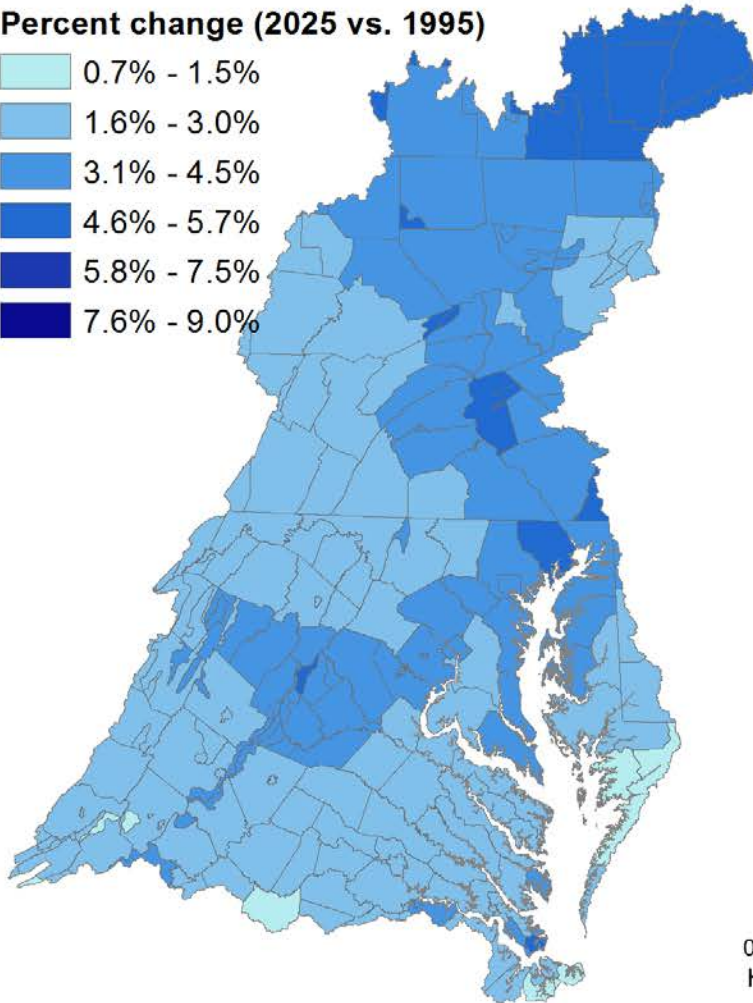 Percent change (2025 vs. 1995)
0.7% - 1.5%
1.6% - 3.0%
3.1% - 4.5%
4.6% - 5.7%
5.8% - 7.5%
7.6% - 9.0%
0